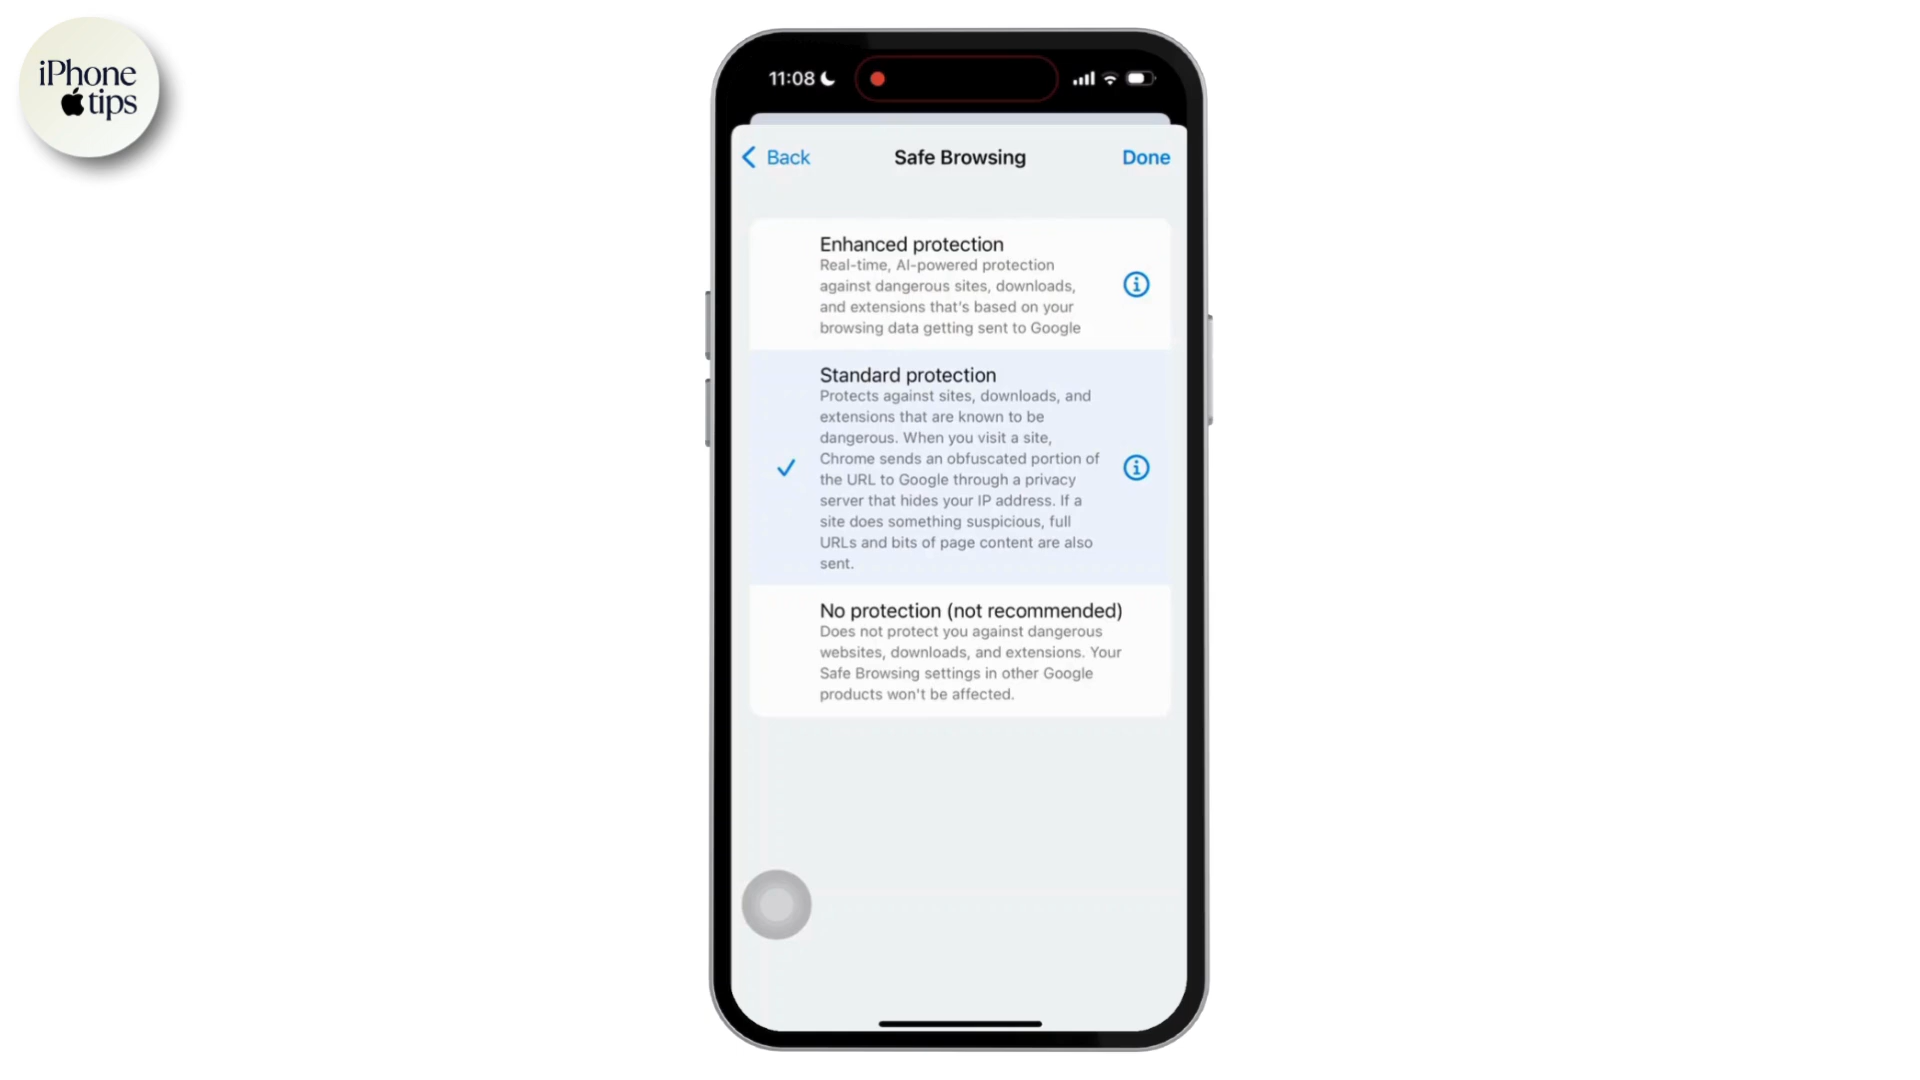 iPhone
tips
11:08
Back
Safe Browsing
Done
Enhanced protection
Real-time, AI-powered protection
against dangerous sites, downloads,
and extensions that's based on your
browsing data getting sent to Google
Standard protection
Protects against sites, downloads, and
extensions that are known to be
dangerous. When you visit a site,
Chrome sends an obfuscated portion of
the URL to Google through a privacy
server that hides your IP address. If a
site does something suspicious, full
URLs and bits of page content are also
sent.
No protection (not recommended)
Does not protect you against dangerous
websites, downloads, and extensions. Your
Safe Browsing settings in other Google
products won't be affected.